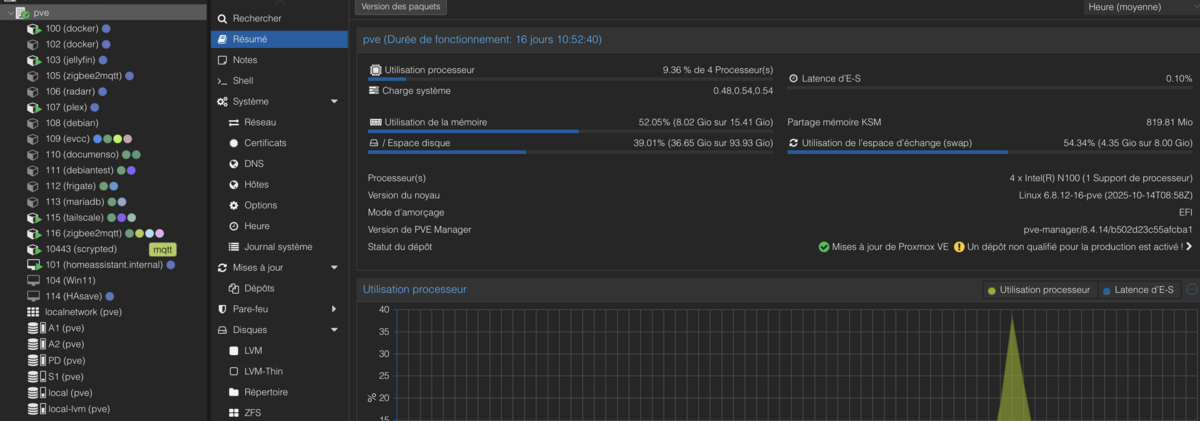 pve
100 (docker)
102 (docker)
103 (jellyfin)
105 (zigbee2mqtt)
106 (radarr)
107 (plex)
108 (debian)
109 (evcc)
110 (documenso)
111 (debiantest)
112 (frigate)
113 (mariadb)
115 (tailscale)
116 (zigbee2mqtt)
10443 (scrypted) mqtt
101 (homeassistant.internal)
104 (Win11)
114 (HAsave)
localnetwork (pve)
A1 (pve)
A2 (pve)
PD (pve)
S1 (pve)
local (pve)
local-lvm (pve)
Rechercher
Résumé
Notes
Shell
Système
Réseau
Certificats
DNS
Hôtes
Options
Heure
Journal système
Mises à jour
Dépôts
Pare-feu
Disques
LVM
LVM-Thin
Répertoire
ZFS
Version des paquets
Heure (moyenne)
pve (Durée de fonctionnement: 16 jours 10:52:40)
Utilisation processeur 9.36 % de 4 Processeur(s)
Charge système 0.48,0.54,0.54
Latence d'E-S 0.10%
Utilisation de la mémoire 52.05% (8.02 Gio sur 15.41 Gio)
/ Espace disque 39.01% (36.65 Gio sur 93.93 Gio)
Partage mémoire KSM 819.81 Mio
Utilisation de l'espace d'échange (swap) 54.34% (4.35 Gio sur 8.00 Gio)
Processeur(s) 4 x Intel(R) N100 (1 Support de processeur)
Version du noyau Linux 6.8.12-16-pve (2025-10-14T08:58Z)
Mode d'amorçage EFI
Version de PVE Manager pve-manager/8.4.14/b502d23c55afcba1
Statut du dépôt Mises à jour de Proxmox VE Un dépôt non qualifié pour la production est activé !
Utilisation processeur
Utilisation processeur Latence d'E-S
40
35
30
25
20
15
%